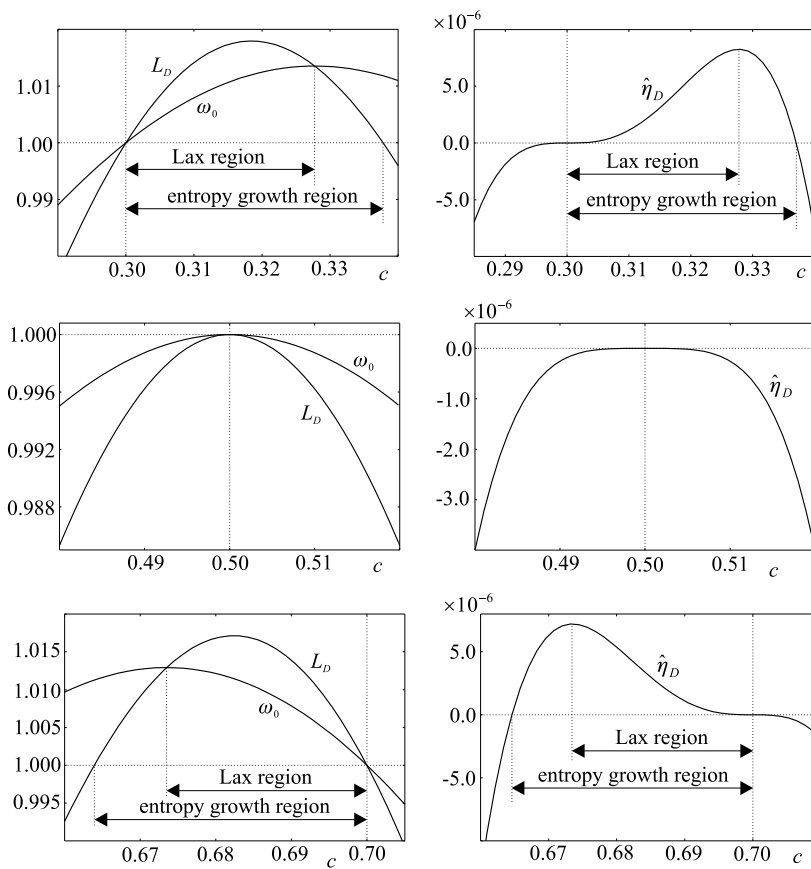 1.01
1.00
0.99
L_D
ω₀
Lax region
entropy growth region
0.30 0.31 0.32 0.33 c
×10⁻⁶
5.0
0.0
-5.0
η̂_D
Lax region
entropy growth region
0.29 0.30 0.31 0.32 0.33 c
1.000
0.996
0.992
0.988
ω₀
L_D
0.49 0.50 0.51 c
×10⁻⁶
0.0
-1.0
-2.0
-3.0
η̂_D
0.49 0.50 0.51 c
1.015
1.010
1.005
1.000
0.995
L_D
ω₀
Lax region
entropy growth region
0.67 0.68 0.69 0.70
c
×10⁻⁶
5.0
0.0
-5.0
η̂_D
Lax region
entropy growth region
0.67 0.68 0.69 0.70
c